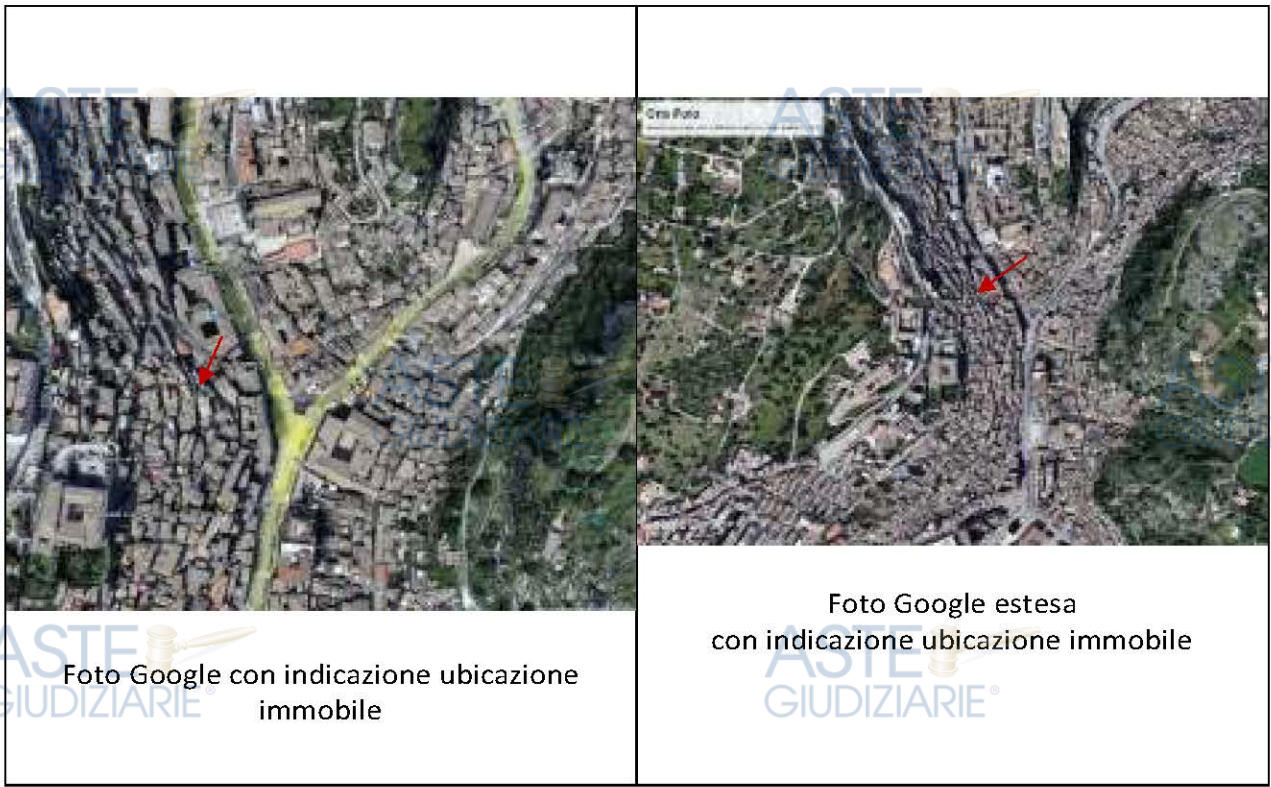 Foto Google con indicazione ubicazione
immobile
Foto Google estesa
con indicazione ubicazione immobile
ASTE
GIUDIZIARIE®
ASTE
GIUDIZIARIE®